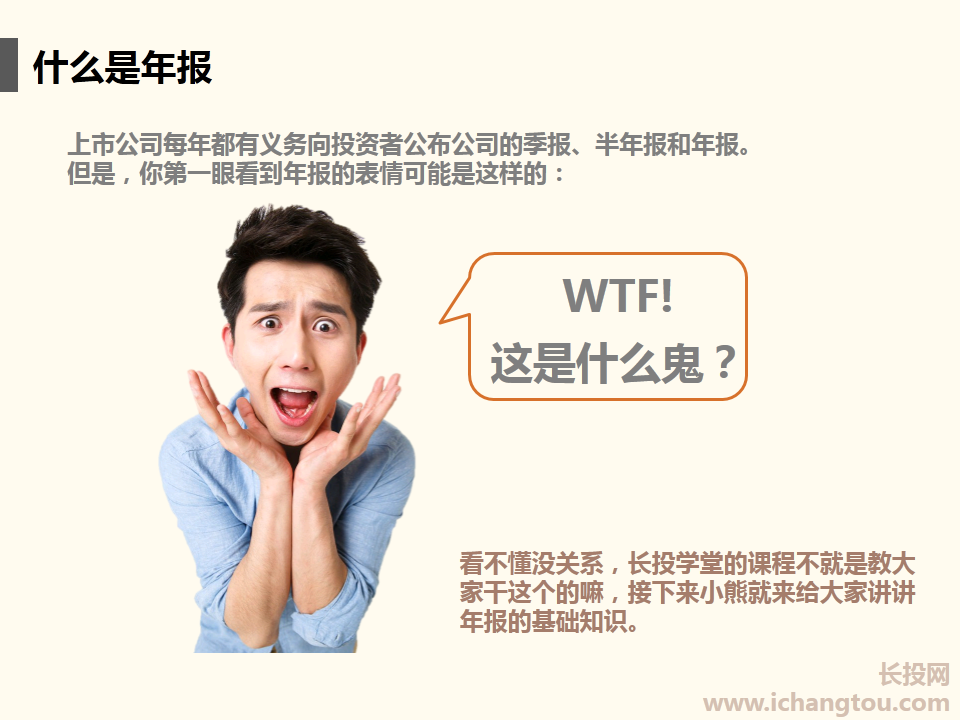 什么是年报
上市公司每年都有义务向投资者公布公司的季报、半年报和年报。
但是，你第一眼看到年报的表情可能是这样的：
WTF!
这是什么鬼？
看不懂没关系，长投学堂的课程不就是教大
家干这个的嘛，接下来小熊就来给大家讲讲
年报的基础知识。
长投网
www.ichangtou.com